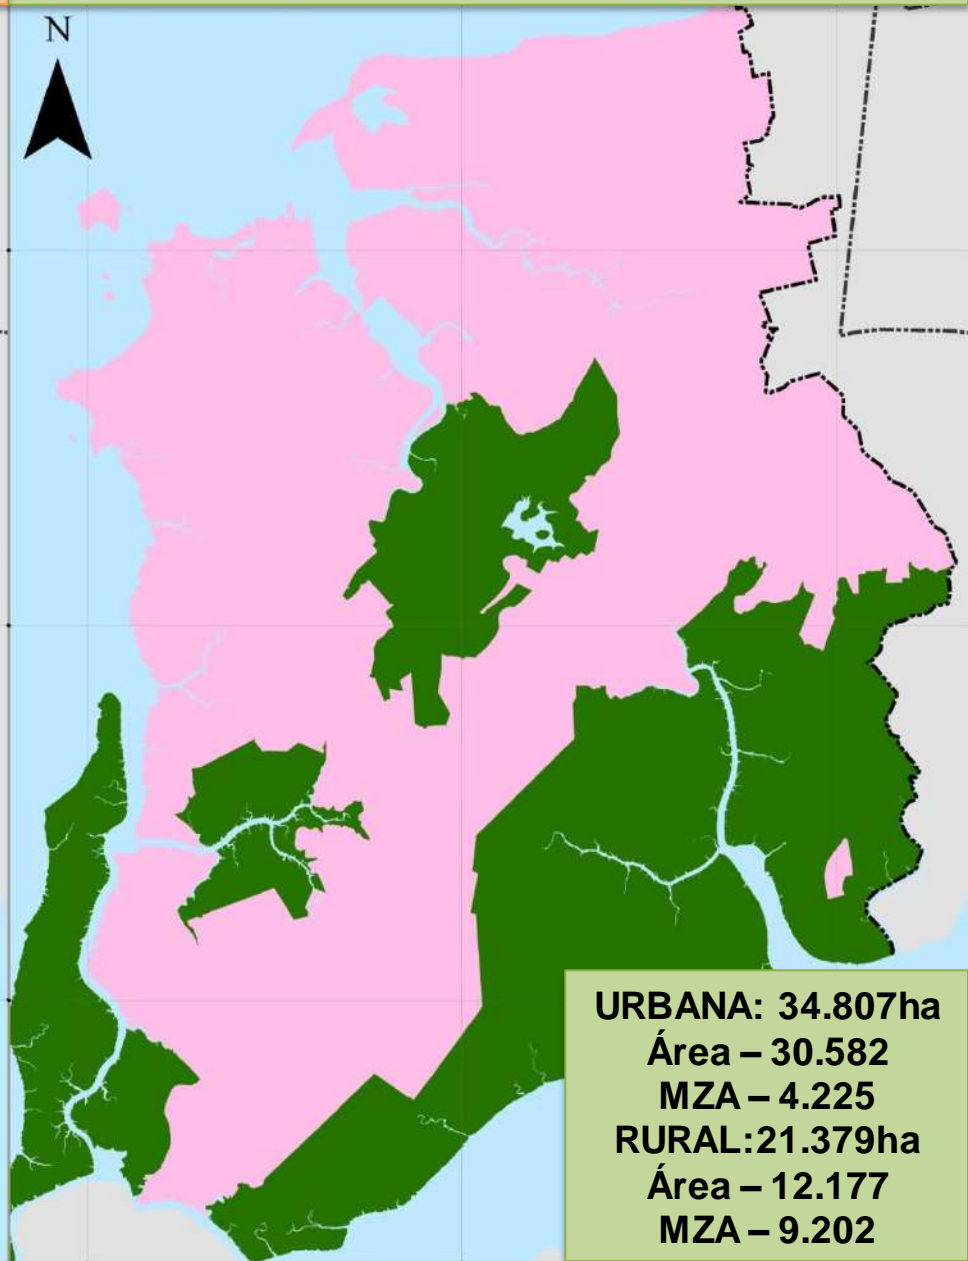 N
URBANA: 34.807ha
Área – 30.582
MZA – 4.225
RURAL:21.379ha
Área – 12.177
MZA – 9.202